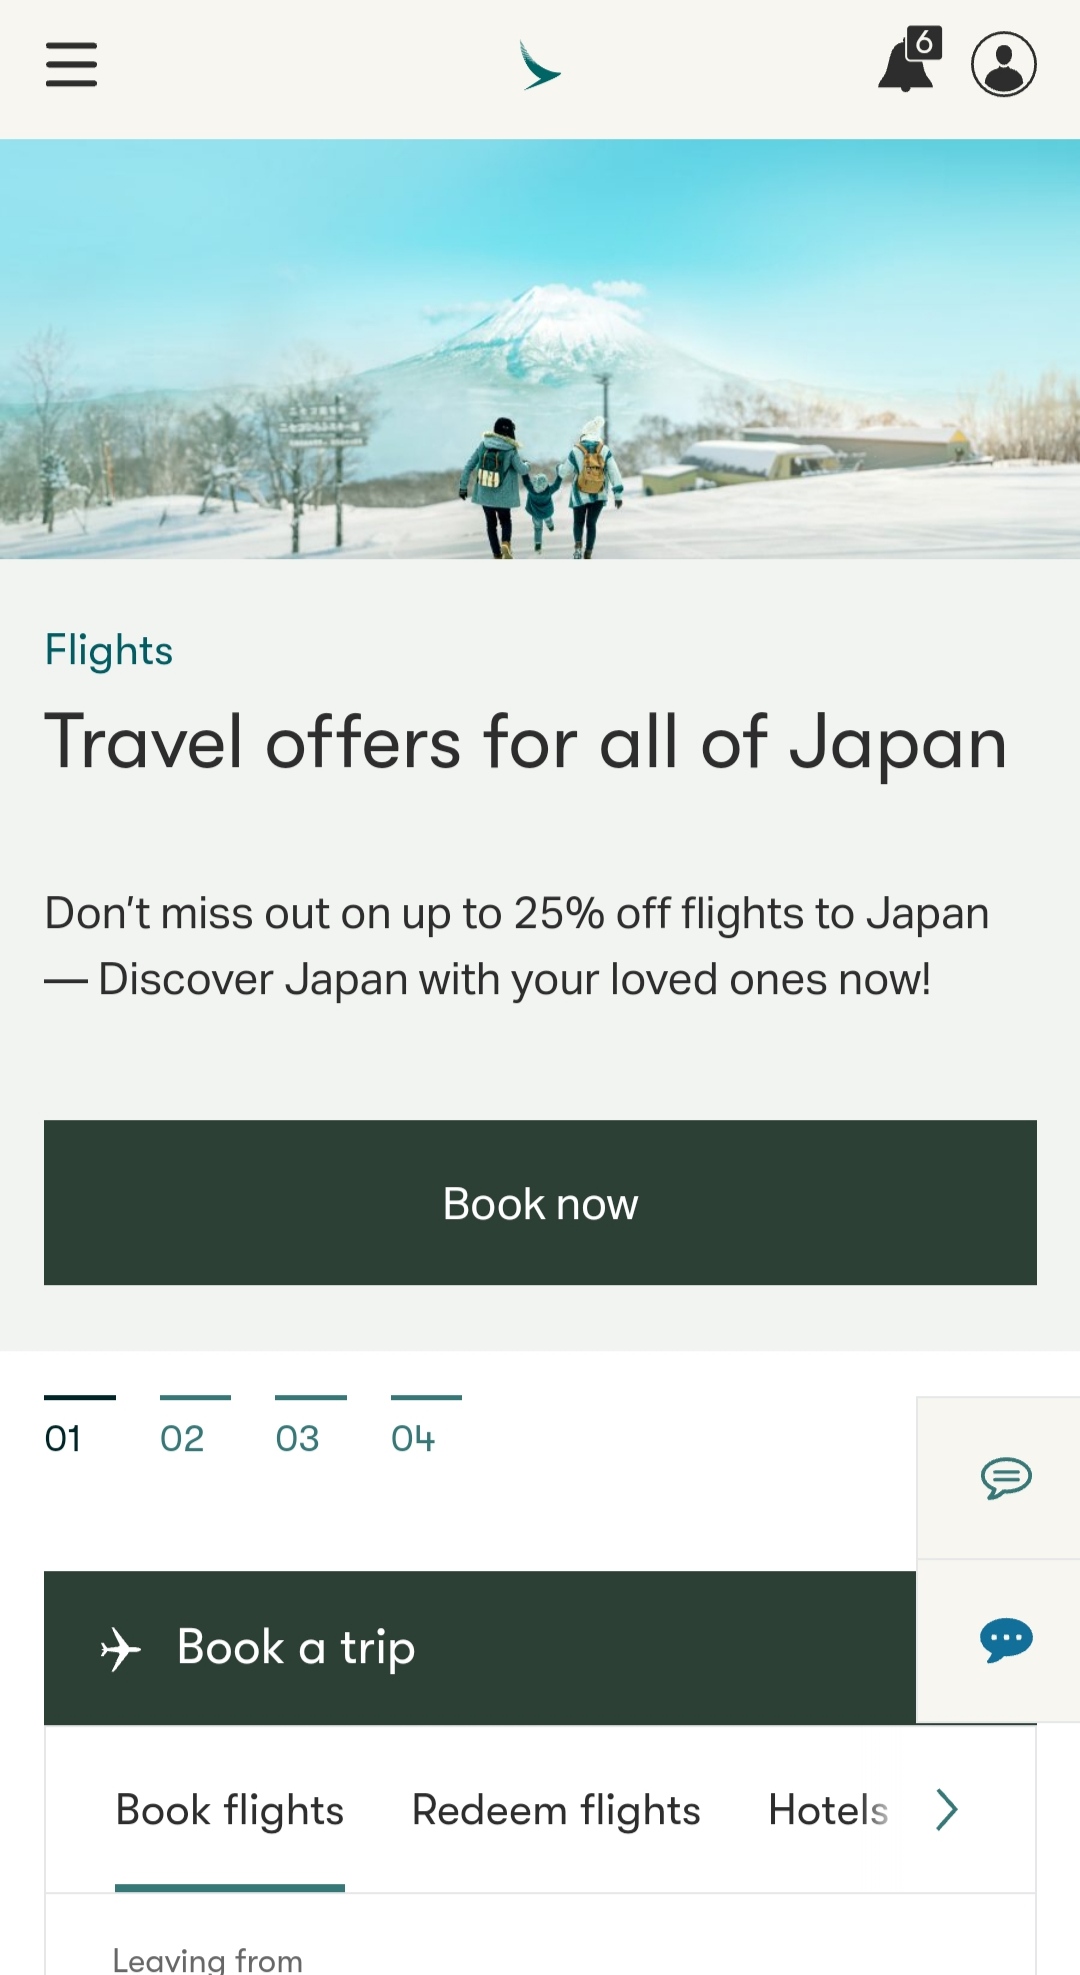 6
Flights
Travel offers for all of Japan
Don't miss out on up to 25% off flights to Japan
— Discover Japan with your loved ones now!
Book now
01 02 03 04
Book a trip
Book flights Redeem flights Hotels
Leaving from